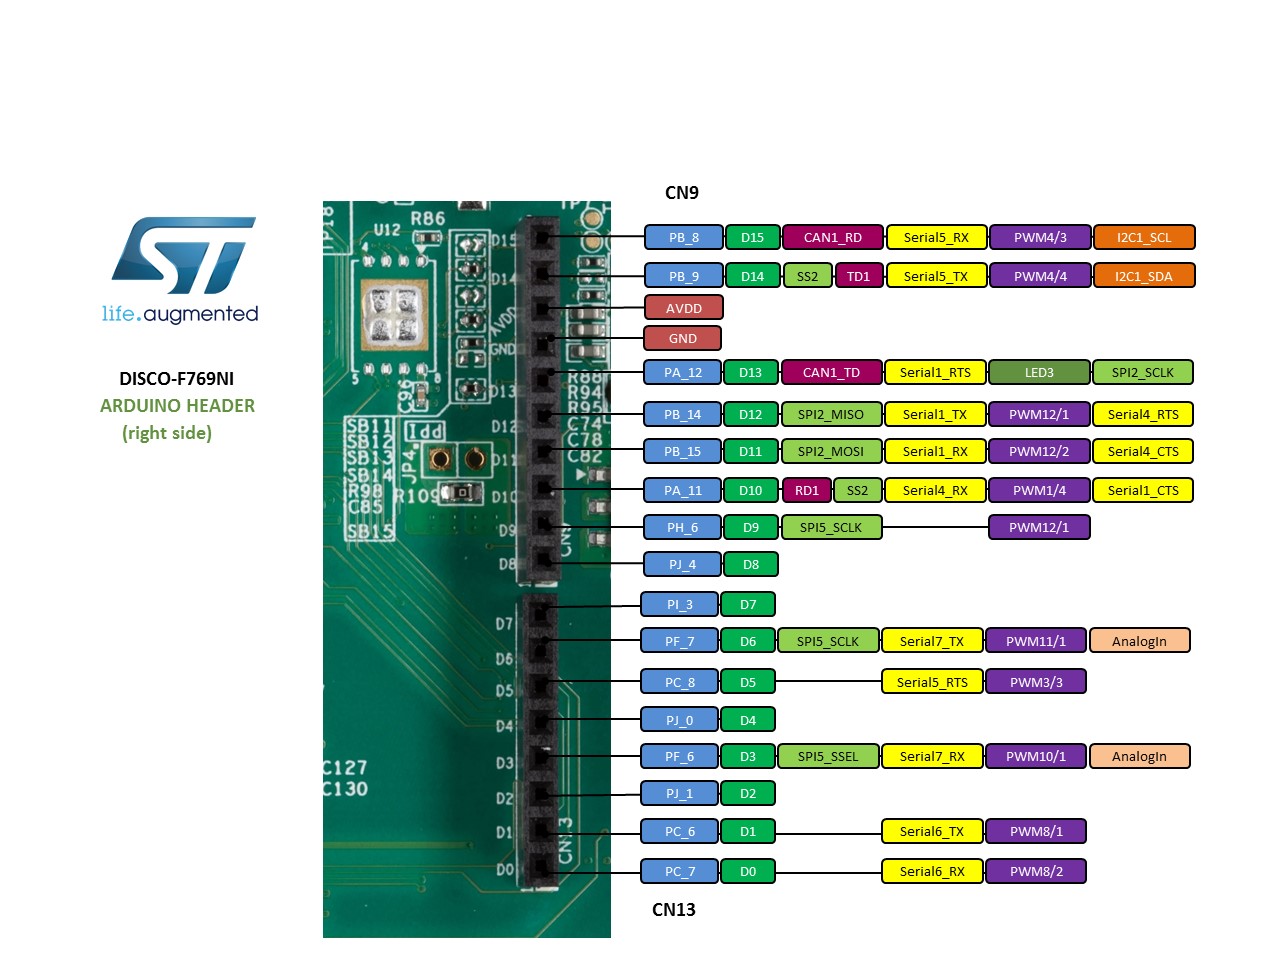 CN9
ST
life.augmented
DISCO-F769NI
ARDUINO HEADER
(right side)
TP18
R86
U12
4
5
8
C96
SB11
SB12
SB13
SB14
R98
C85
SB15
Idd
JP4
R109
R88
R94
R95
C74
C78
C82
C127
C130
D15
D14
AVDD
GND
D13
D12
D11
D10
D9
D8
CN9
D7
D6
D5
D4
D3
D2
D1
D0
CN13
PB_8 D15 CAN1_RD Serial5_RX PWM4/3 I2C1_SCL
PB_9 D14 SS2 TD1 Serial5_TX PWM4/4 I2C1_SDA
AVDD
GND
PA_12 D13 CAN1_TD Serial1_RTS LED3 SPI2_SCLK
PB_14 D12 SPI2_MISO Serial1_TX PWM12/1 Serial4_RTS
PB_15 D11 SPI2_MOSI Serial1_RX PWM12/2 Serial4_CTS
PA_11 D10 RD1 SS2 Serial4_RX PWM1/4 Serial1_CTS
PH_6 D9 SPI5_SCLK PWM12/1
PJ_4 D8
PI_3 D7
PF_7 D6 SPI5_SCLK Serial7_TX PWM11/1 AnalogIn
PC_8 D5 Serial5_RTS PWM3/3
PJ_0 D4
PF_6 D3 SPI5_SSEL Serial7_RX PWM10/1 AnalogIn
PJ_1 D2
PC_6 D1 Serial6_TX PWM8/1
PC_7 D0 Serial6_RX PWM8/2
CN13